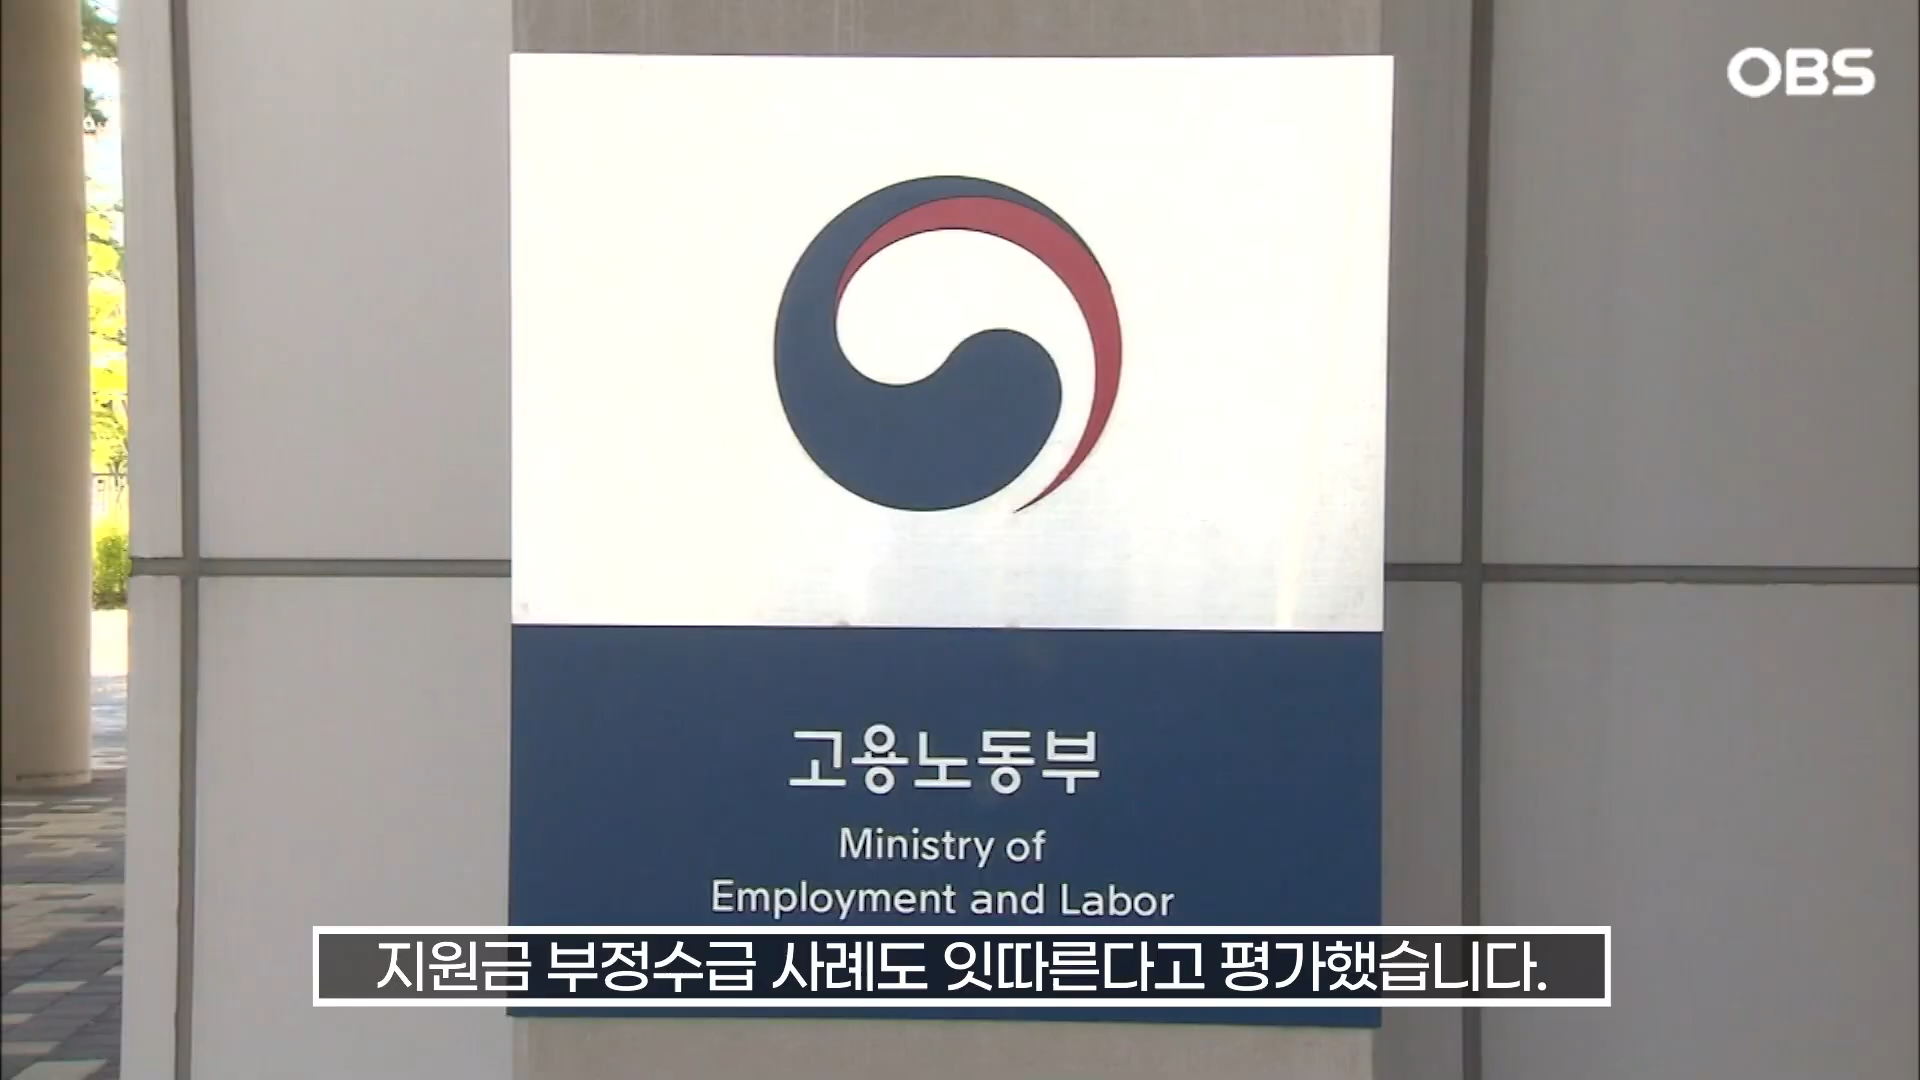 OBS
고용노동부
Ministry of
Employment and Labor
지원금 부정수급 사례도 잇따른다고 평가했습니다.